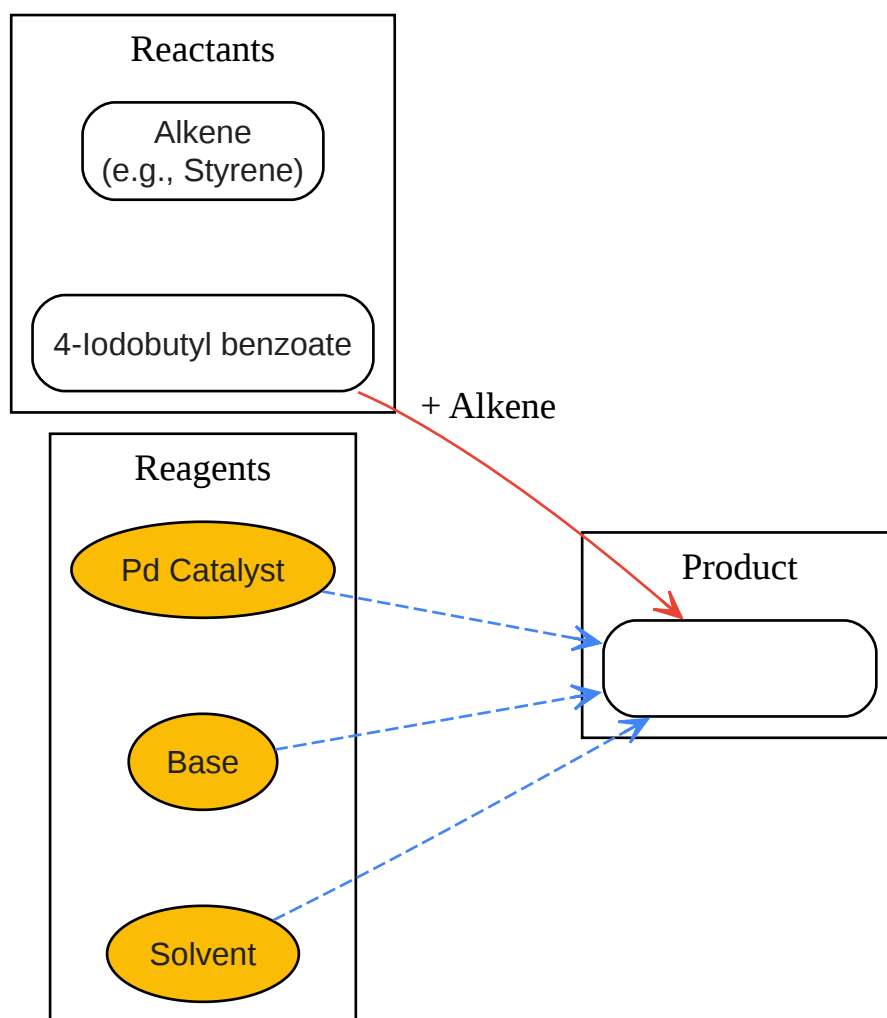 Reactants
Alkene
(e.g., Styrene)
4-Iodobutyl benzoate
+ Alkene
Reagents
Pd Catalyst
Product
Base
Solvent